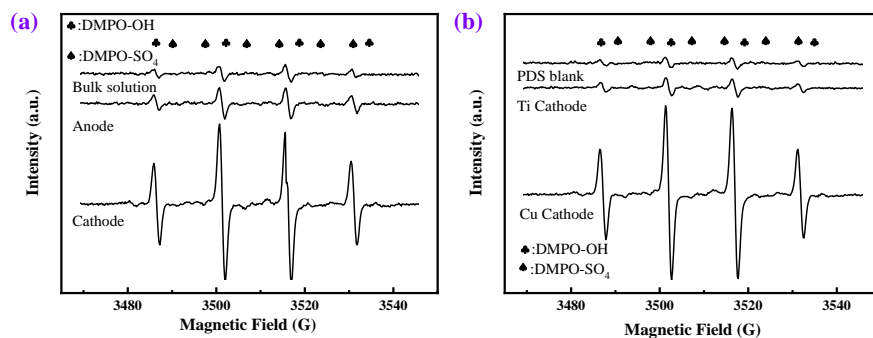 (a)
♣:DMPO-OH
♠:DMPO-SO₄
Bulk solution
Anode
Cathode
Intensity (a.u.)
3480 3500 3520 3540
Magnetic Field (G)
(b)
PDS blank
Ti Cathode
Cu Cathode
♣:DMPO-OH
♠:DMPO-SO₄
Intensity (a.u.)
3480 3500 3520 3540
Magnetic Field (G)